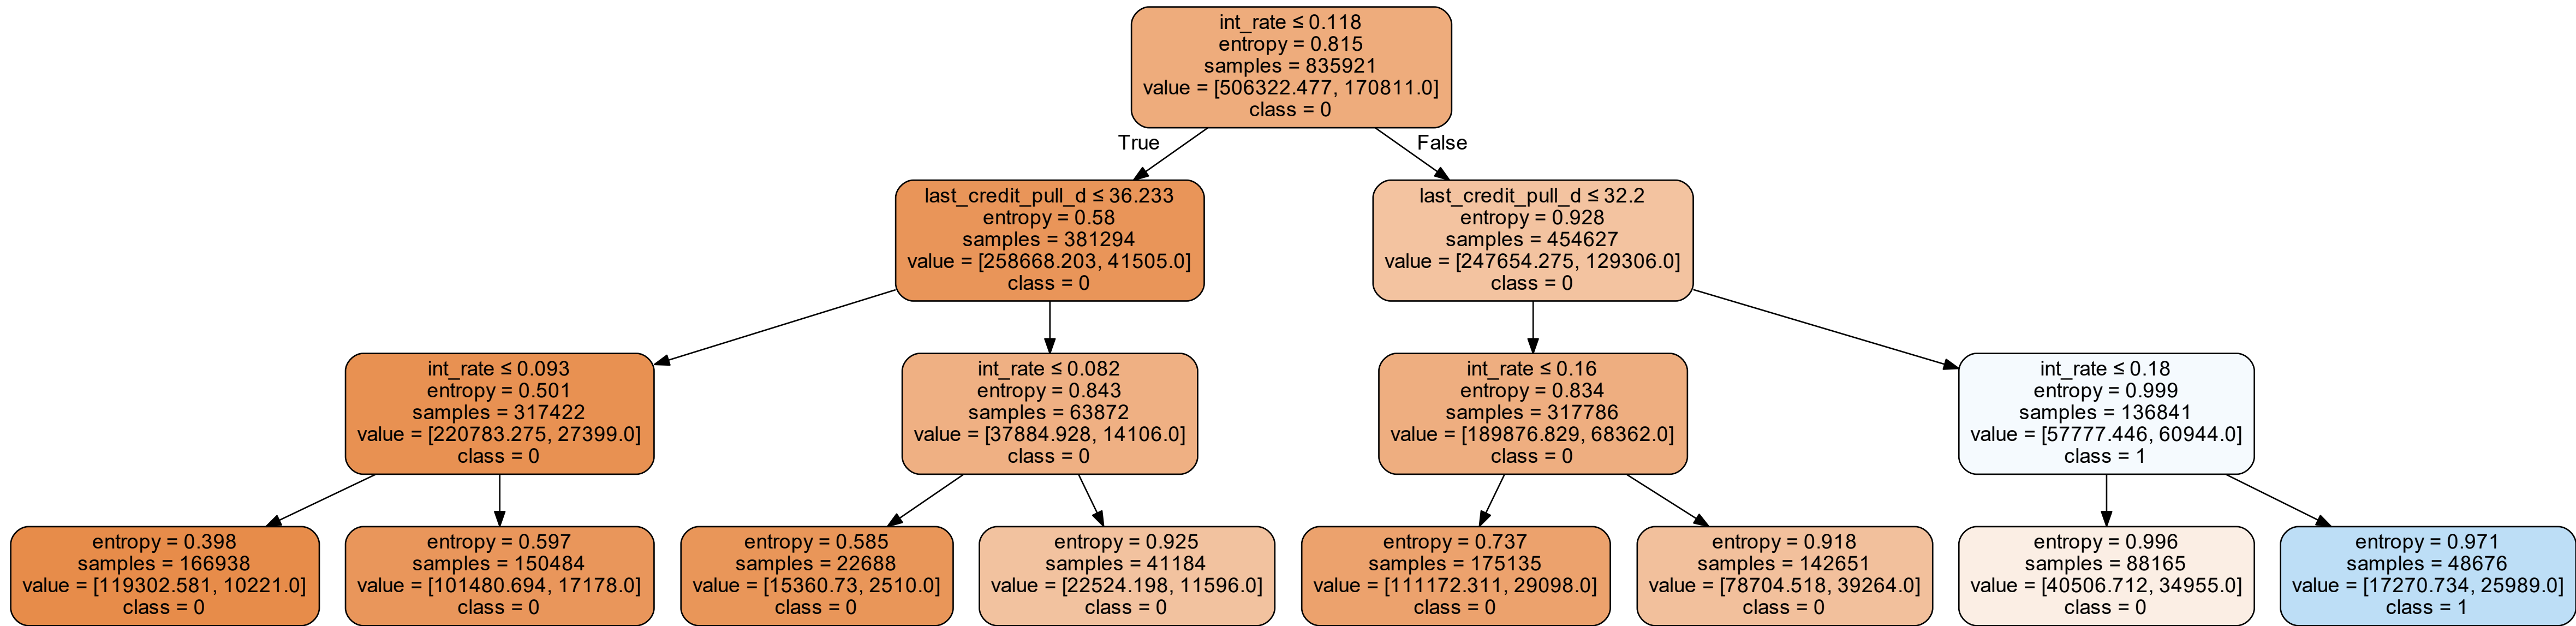 int_rate ≤ 0.118
entropy = 0.815
samples = 835921
value = [506322.477, 170811.0]
class = 0
True
False
last_credit_pull_d ≤ 36.233
entropy = 0.58
samples = 381294
value = [258668.203, 41505.0]
class = 0
last_credit_pull_d ≤ 32.2
entropy = 0.928
samples = 454627
value = [247654.275, 129306.0]
class = 0
int_rate ≤ 0.093
entropy = 0.501
samples = 317422
value = [220783.275, 27399.0]
class = 0
int_rate ≤ 0.082
entropy = 0.843
samples = 63872
value = [37884.928, 14106.0]
class = 0
int_rate ≤ 0.16
entropy = 0.834
samples = 317786
value = [189876.829, 68362.0]
class = 0
int_rate ≤ 0.18
entropy = 0.999
samples = 136841
value = [57777.446, 60944.0]
class = 1
entropy = 0.398
samples = 166938
value = [119302.581, 10221.0]
class = 0
entropy = 0.597
samples = 150484
value = [101480.694, 17178.0]
class = 0
entropy = 0.585
samples = 22688
value = [15360.73, 2510.0]
class = 0
entropy = 0.925
samples = 41184
value = [22524.198, 11596.0]
class = 0
entropy = 0.737
samples = 175135
value = [111172.311, 29098.0]
class = 0
entropy = 0.918
samples = 142651
value = [78704.518, 39264.0]
class = 0
entropy = 0.996
samples = 88165
value = [40506.712, 34955.0]
class = 0
entropy = 0.971
samples = 48676
value = [17270.734, 25989.0]
class = 1